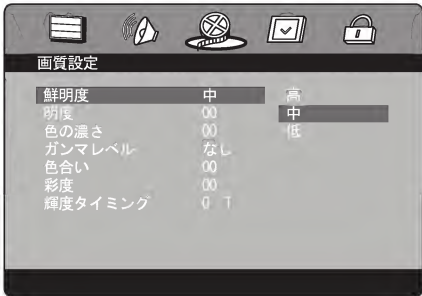 画質設定
鮮明度 中 高
明度 00 中
色の濃さ 00 低
ガンマレベル なし
色合い 00
彩度 00
輝度タイミング 0 T